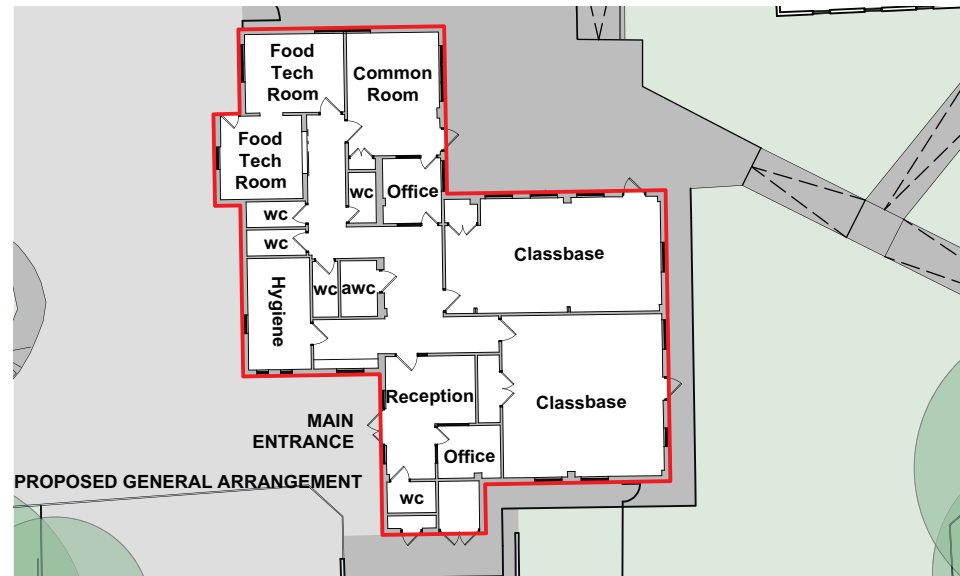 Food
Tech
Room
Common
Room
Food
Tech
Room
wc
Office
wc
wc
Classbase
Hygiene
wc
awc
Reception
Classbase
MAIN
ENTRANCE
Office
PROPOSED GENERAL ARRANGEMENT
wc